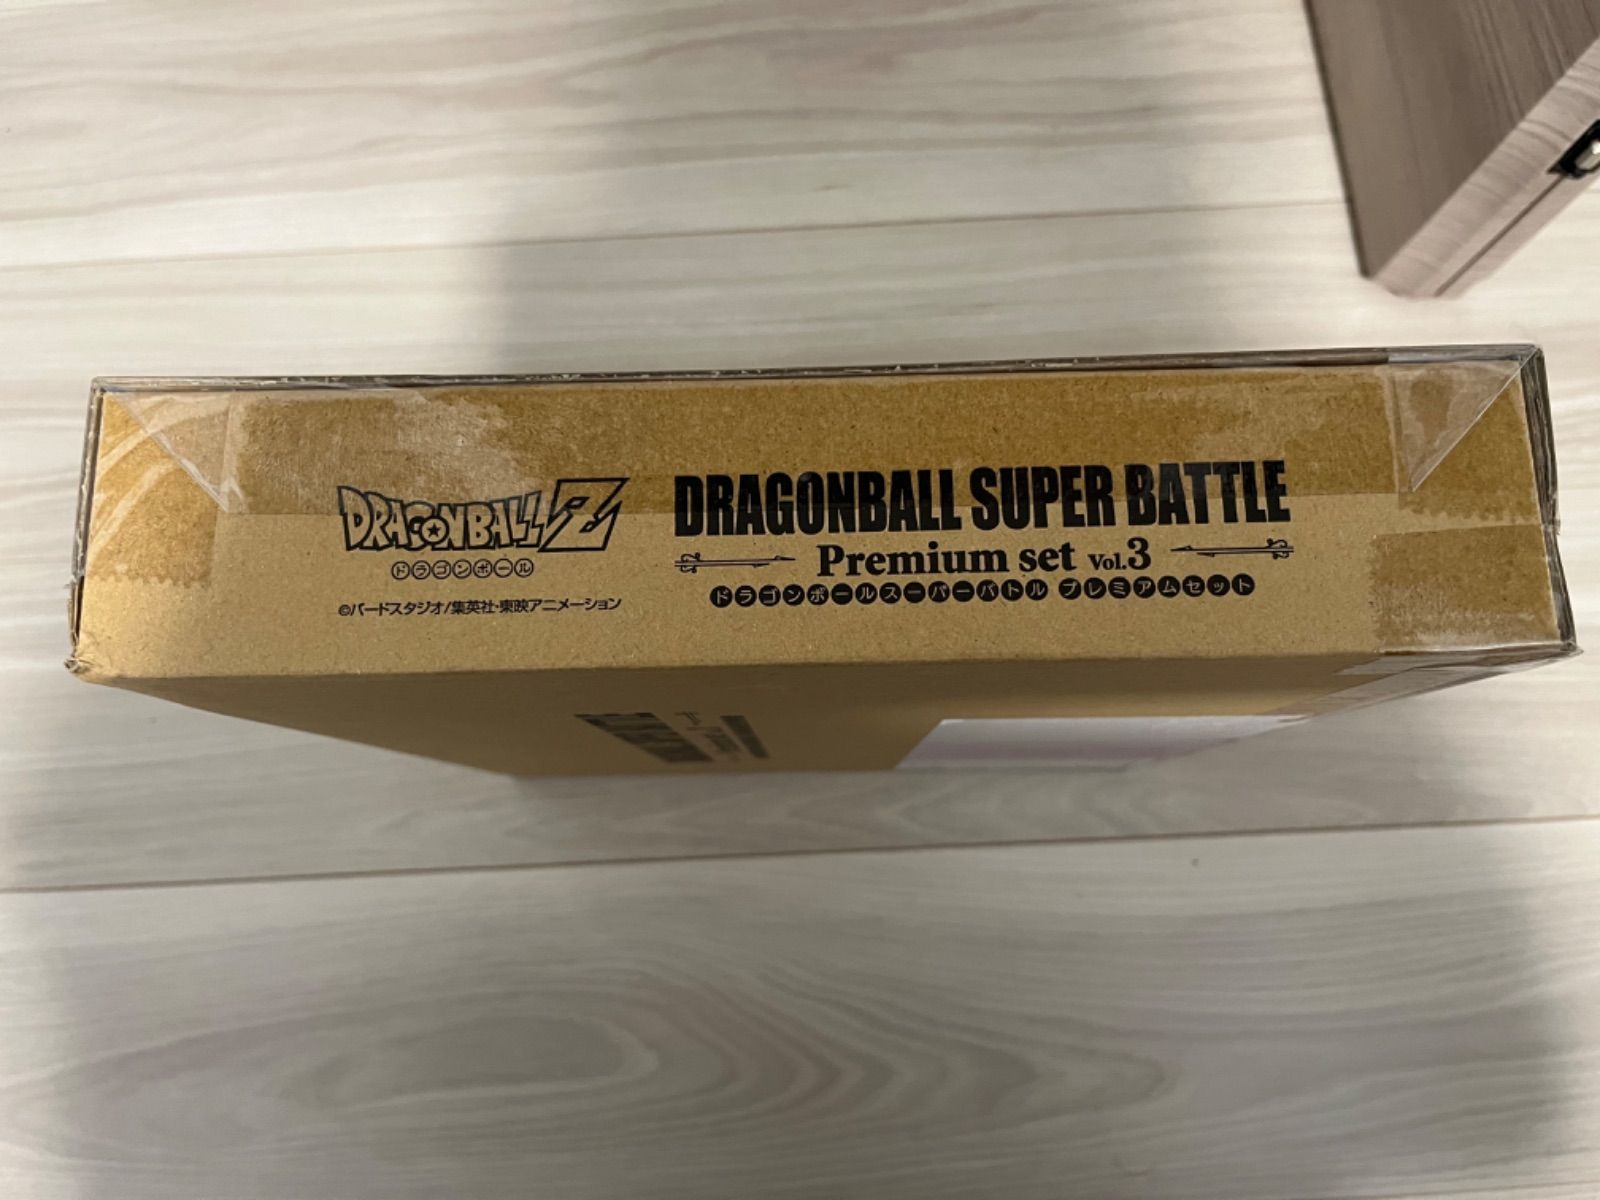 DRAGONBALL Z
ドラゴンボール
©バードスタジオ/集英社・東映アニメーション
DRAGONBALL SUPER BATTLE
Premium set Vol.3
ドラゴンボールスーパーバトル プレミアムセット